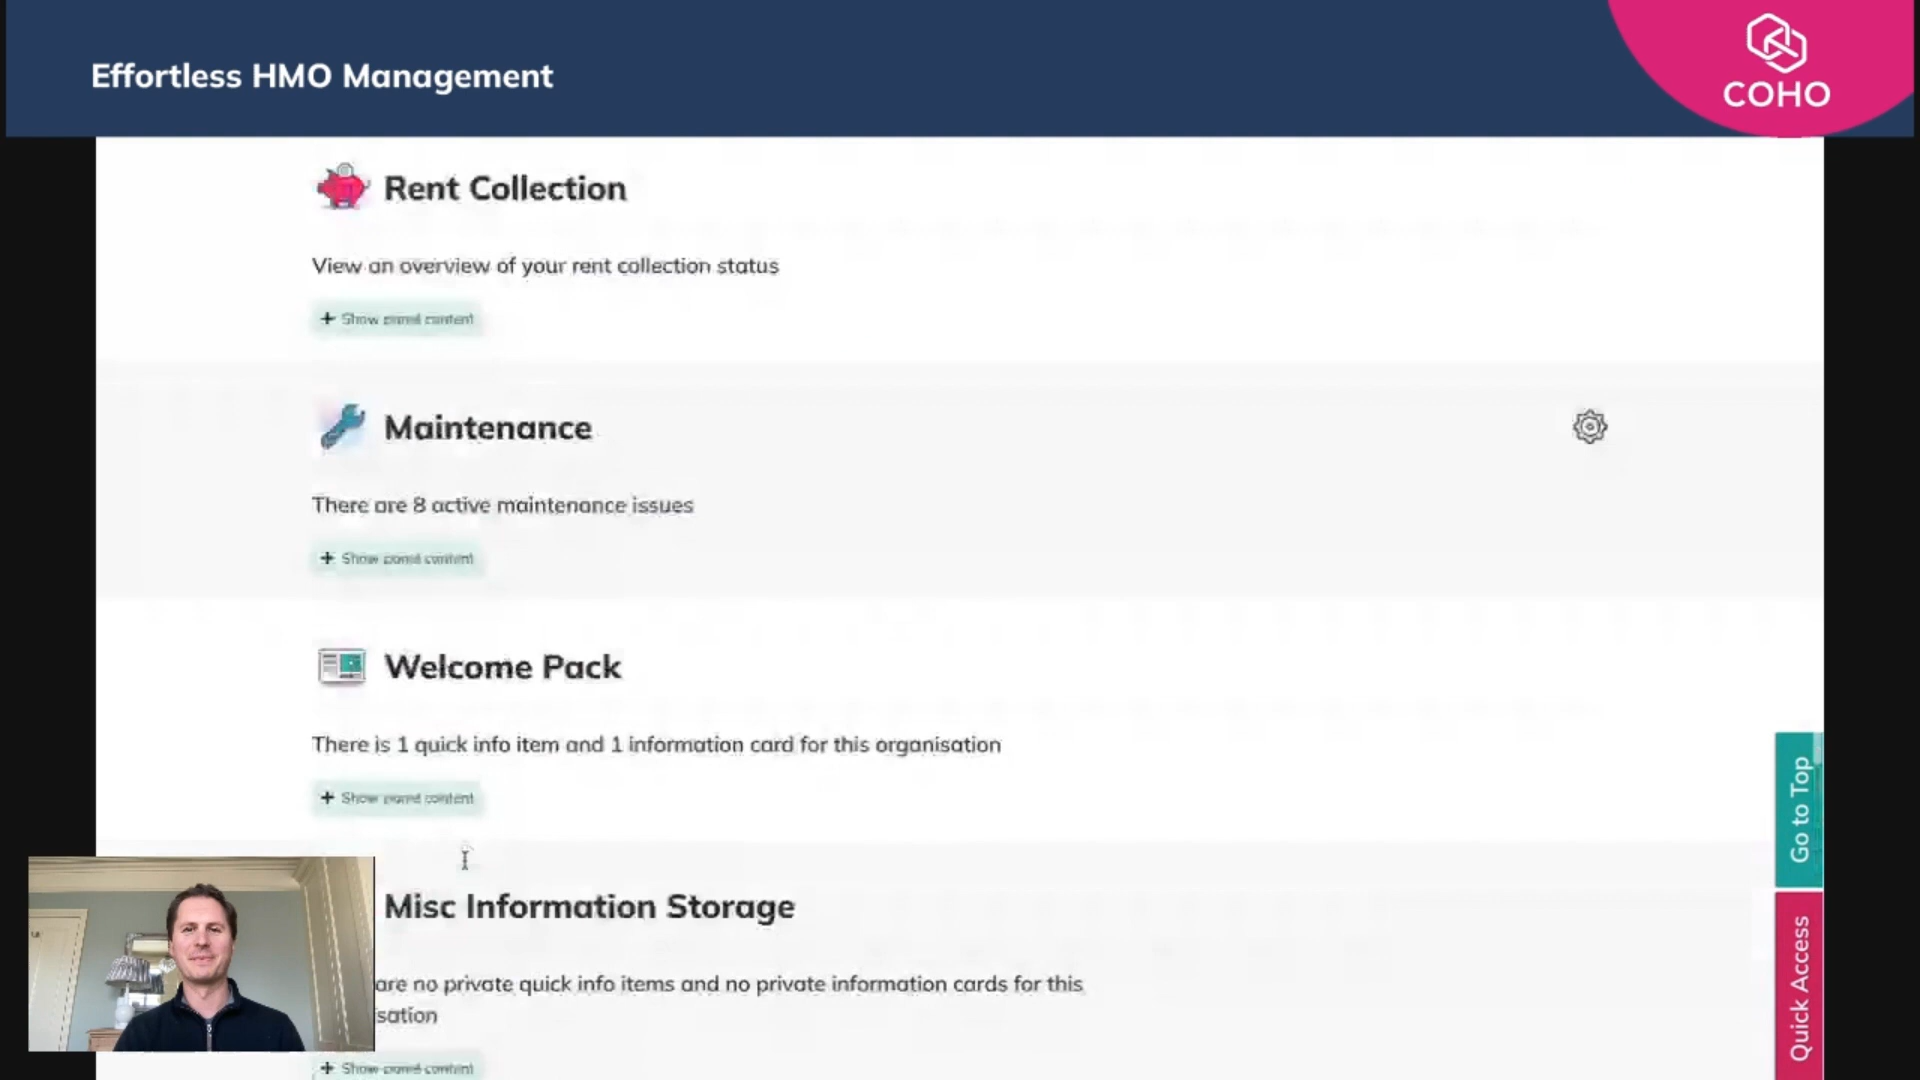 Effortless HMO Management
COHO
Rent Collection
View an overview of your rent collection status
+ Show panel content
Maintenance
There are 8 active maintenance issues
+ Show panel content
Welcome Pack
There is 1 quick info item and 1 information card for this organisation
+ Show panel content
Misc Information Storage
are no private quick info items and no private information cards for this
sation
+ Show panel content
Go to Top
Quick Access